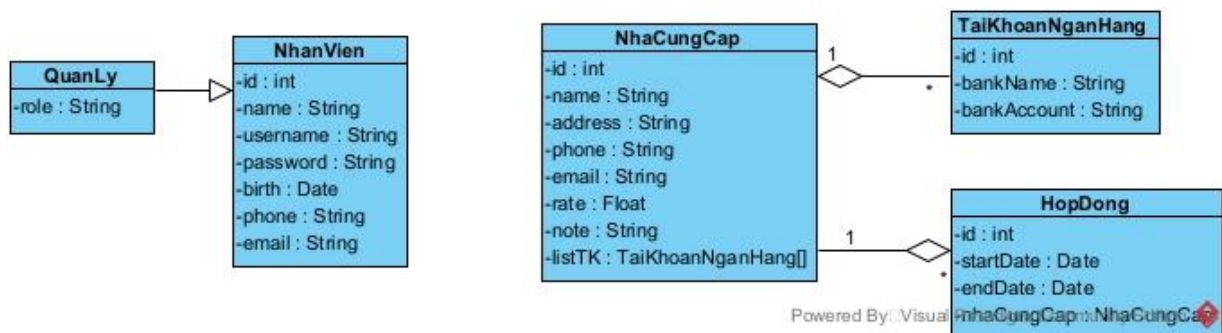 QuanLy
-role : String
NhanVien
-id : int
-name : String
-username : String
-password : String
-birth : Date
-phone : String
-email : String
NhaCungCap
-id : int
-name : String
-address : String
-phone : String
-email : String
-rate : Float
-note : String
-listTK : TaiKhoanNganHang[]
1
*
TaiKhoanNganHang
-id : int
-bankName : String
-bankAccount : String
1
*
HopDong
-id : int
-startDate : Date
-endDate : Date
-nhaCungCap : NhaCungCap
Powered By Visual